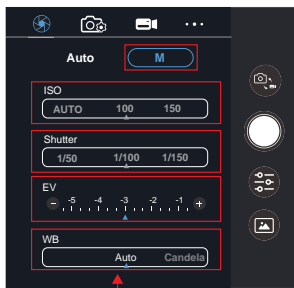 Auto M
ISO
AUTO 100 150
Shutter
1/50 1/100 1/150
EV
-5 -4 -3 -2 -1
WB
Auto Candela